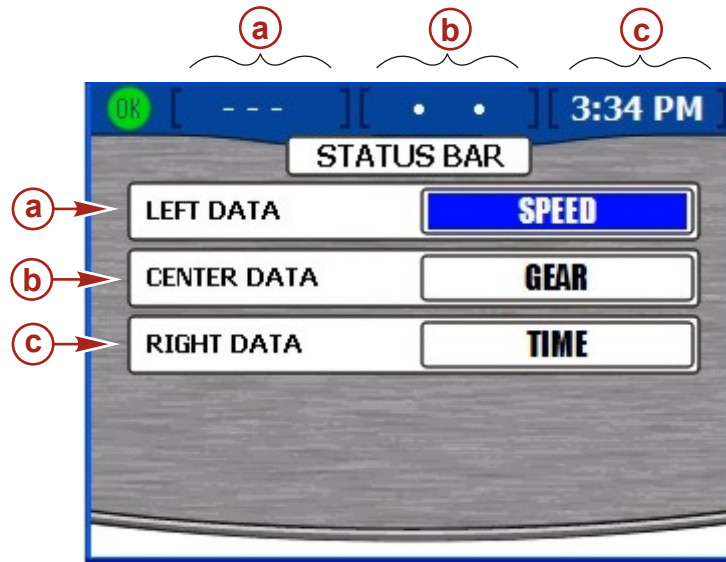 a b c
OK [ - - - ] [ • • ] [ 3:34 PM ]
STATUS BAR
a LEFT DATA SPEED
b CENTER DATA GEAR
c RIGHT DATA TIME